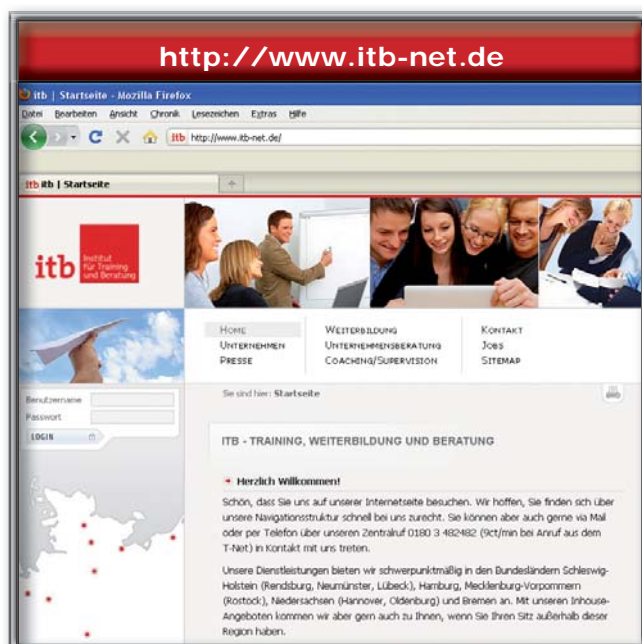 http://www.itb-net.de
itb | Startseite - Mozilla Firefox
Datei Bearbeiten Ansicht Chronik Lesezeichen Extras Hilfe
itb http://www.itb-net.de/
itb itb | Startseite
itb Institut
für Training
und Beratung
HOME WEITERBILDUNG KONTAKT
UNTERNEHMEN UNTERNEHMENSBERATUNG JOBS
PRESSE COACHING/SUPERVISION SITEMAP
Benutzername
Passwort
LOGIN
Sie sind hier: Startseite
ITB - TRAINING, WEITERBILDUNG UND BERATUNG
Herzlich Willkommen!
Schön, dass Sie uns auf unserer Internetseite besuchen. Wir hoffen, Sie finden sich über
unsere Navigationsstruktur schnell bei uns zurecht. Sie können aber auch gerne via Mail
oder per Telefon über unseren Zentralruf 0180 3 482482 (9ct/min bei Anruf aus dem
T-Net) in Kontakt mit uns treten.
Unsere Dienstleistungen bieten wir schwerpunktmäßig in den Bundesländern Schleswig-
Holstein (Rendsburg, Neumünster, Lübeck), Hamburg, Mecklenburg-Vorpommern
(Rostock), Niedersachsen (Hannover, Oldenburg) und Bremen an. Mit unseren Inhouse-
Angeboten kommen wir aber gern auch zu Ihnen, wenn Sie Ihren Sitz außerhalb dieser
Region haben.